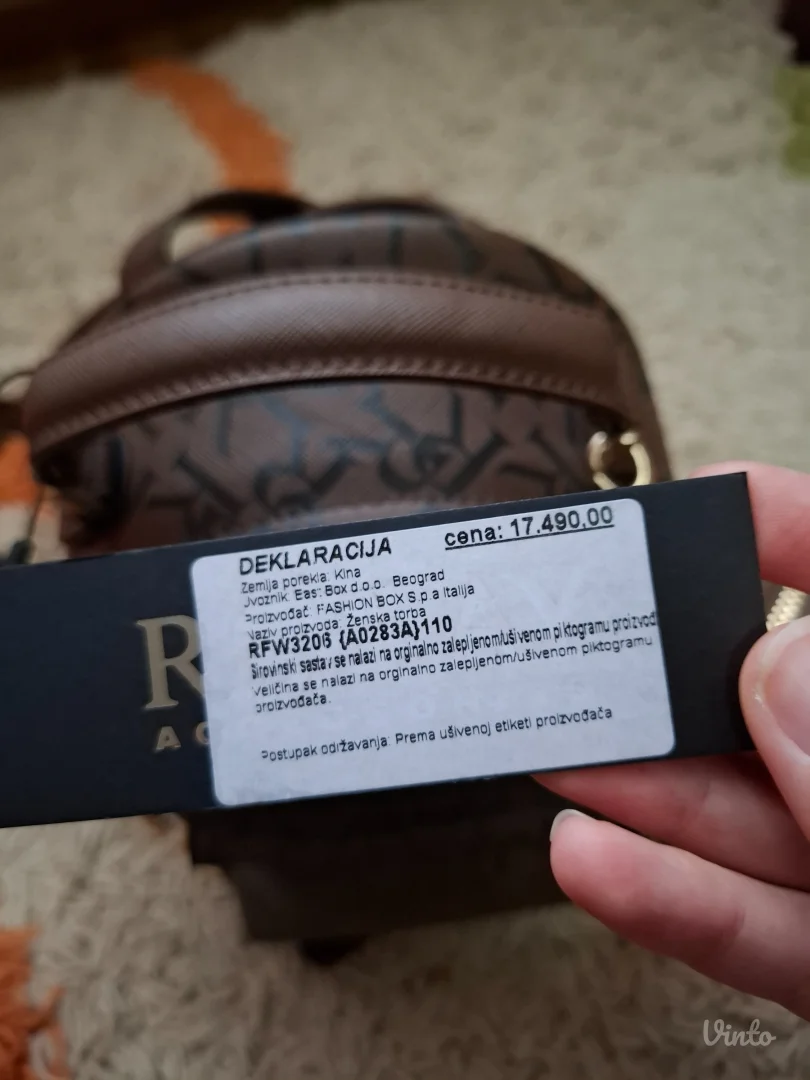 DEKLARACIJA
cena: 17.490,00
Zemlja porekla: Kina
Uvoznik: East Box d.o.o. Beograd
Proizvođač: FASHION BOX S.p.a Italija
Naziv proizvoda: Ženska torba
RFW3206 {A0283A}110
Sirovinski sastav se nalazi na orginalno zalepljenom/ušivenom piktogramu proizvođ
Veličina se nalazi na orginalno zalepljenom/ušivenom piktogramu
proizvođača.
Postupak održavanja: Prema ušivenoj etiketi proizvođača
R
AC
Vinto